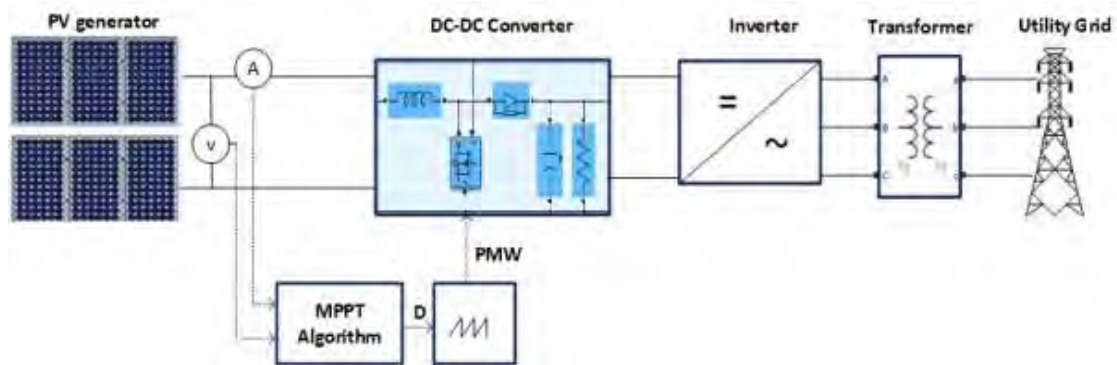 PV generator
DC-DC Converter
Inverter
Transformer
Utility Grid
A
V
=
~
A
B
C
PMW
MPPT
Algorithm
D